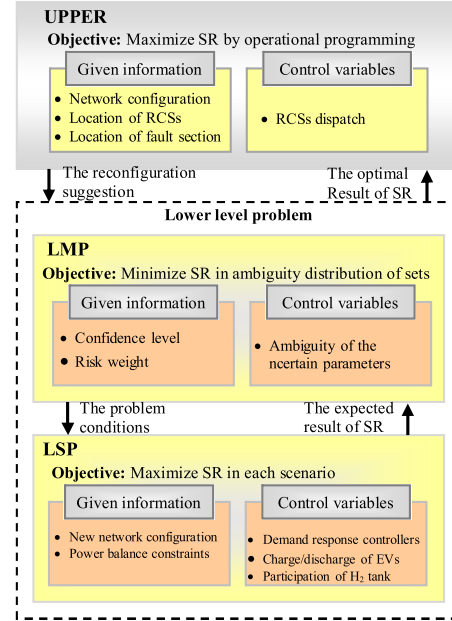 UPPER
Objective: Maximize SR by operational programming
Given information
• Network configuration
• Location of RCSs
• Location of fault section
Control variables
• RCSs dispatch
The reconfiguration
suggestion
The optimal
Result of SR
Lower level problem
LMP
Objective: Minimize SR in ambiguity distribution of sets
Given information
• Confidence level
• Risk weight
Control variables
• Ambiguity of the
ncertain parameters
The problem
conditions
The expected
result of SR
LSP
Objective: Maximize SR in each scenario
Given information
• New network configuration
• Power balance constraints
Control variables
• Demand response controllers
• Charge/discharge of EVs
• Participation of H₂ tank